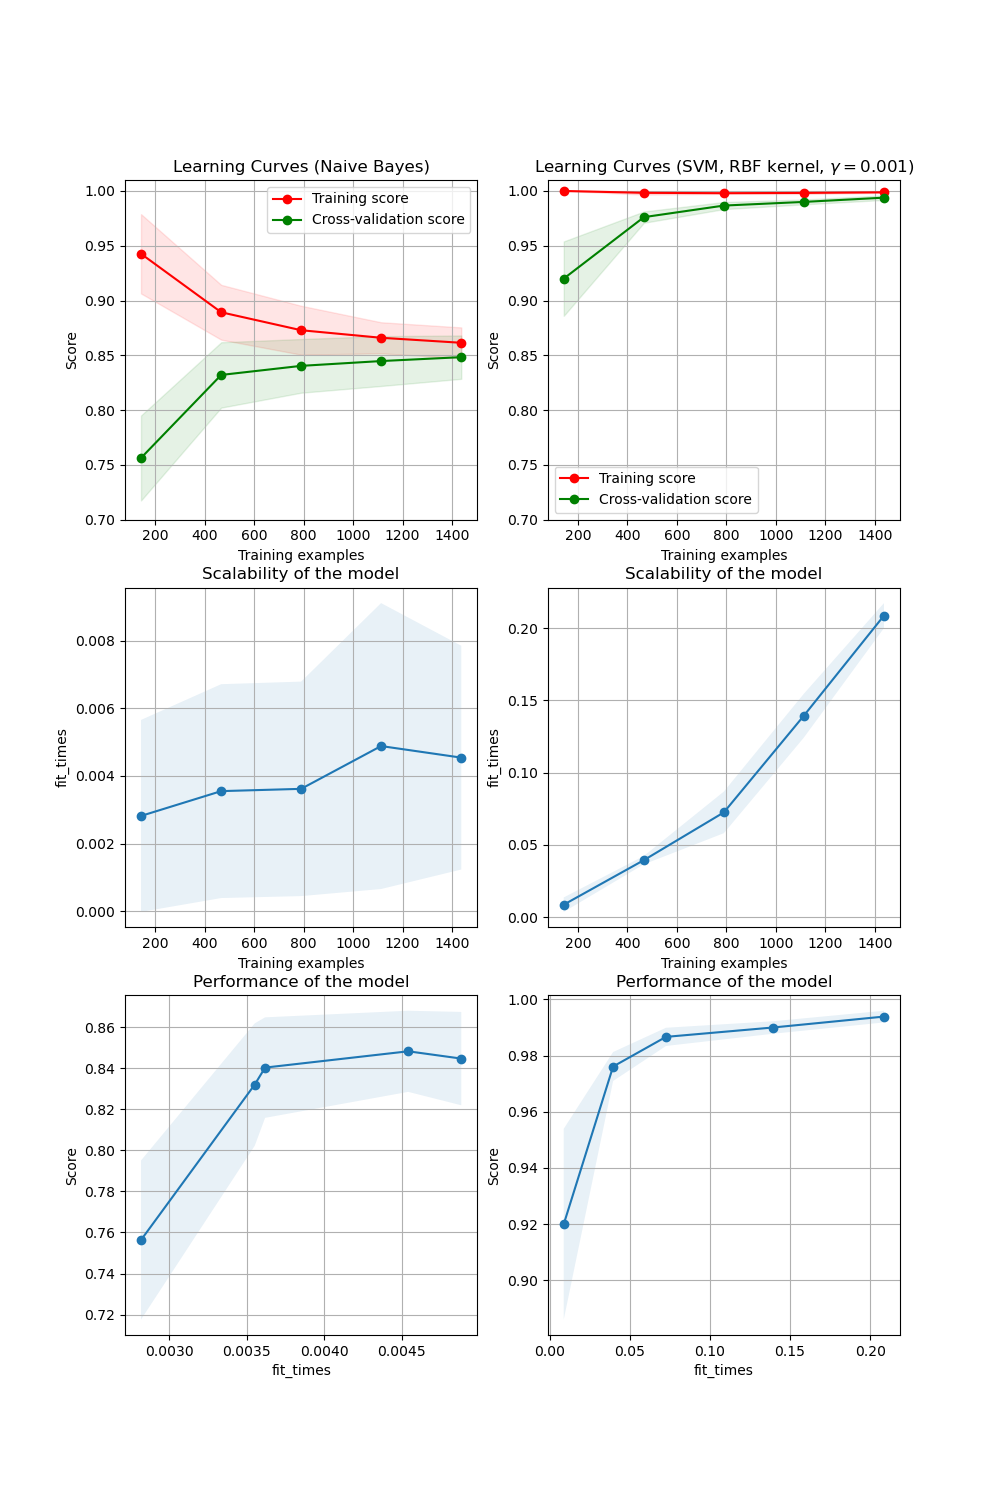 Learning Curves (Naive Bayes)
1.00
0.95
0.90
0.85
0.80
0.75
0.70
Score
Training score
Cross-validation score
200 400 600 800 1000 1200 1400
Training examples
Learning Curves (SVM, RBF kernel, γ = 0.001)
1.00
0.95
0.90
0.85
0.80
0.75
0.70
Score
Training score
Cross-validation score
200 400 600 800 1000 1200 1400
Training examples
Scalability of the model
0.008
0.006
0.004
0.002
0.000
fit_times
200 400 600 800 1000 1200 1400
Training examples
Scalability of the model
0.20
0.15
0.10
0.05
0.00
fit_times
200 400 600 800 1000 1200 1400
Training examples
Performance of the model
0.86
0.84
0.82
0.80
0.78
0.76
0.74
0.72
Score
0.0030 0.0035 0.0040 0.0045
fit_times
Performance of the model
1.00
0.98
0.96
0.94
0.92
0.90
Score
0.00 0.05 0.10 0.15 0.20
fit_times